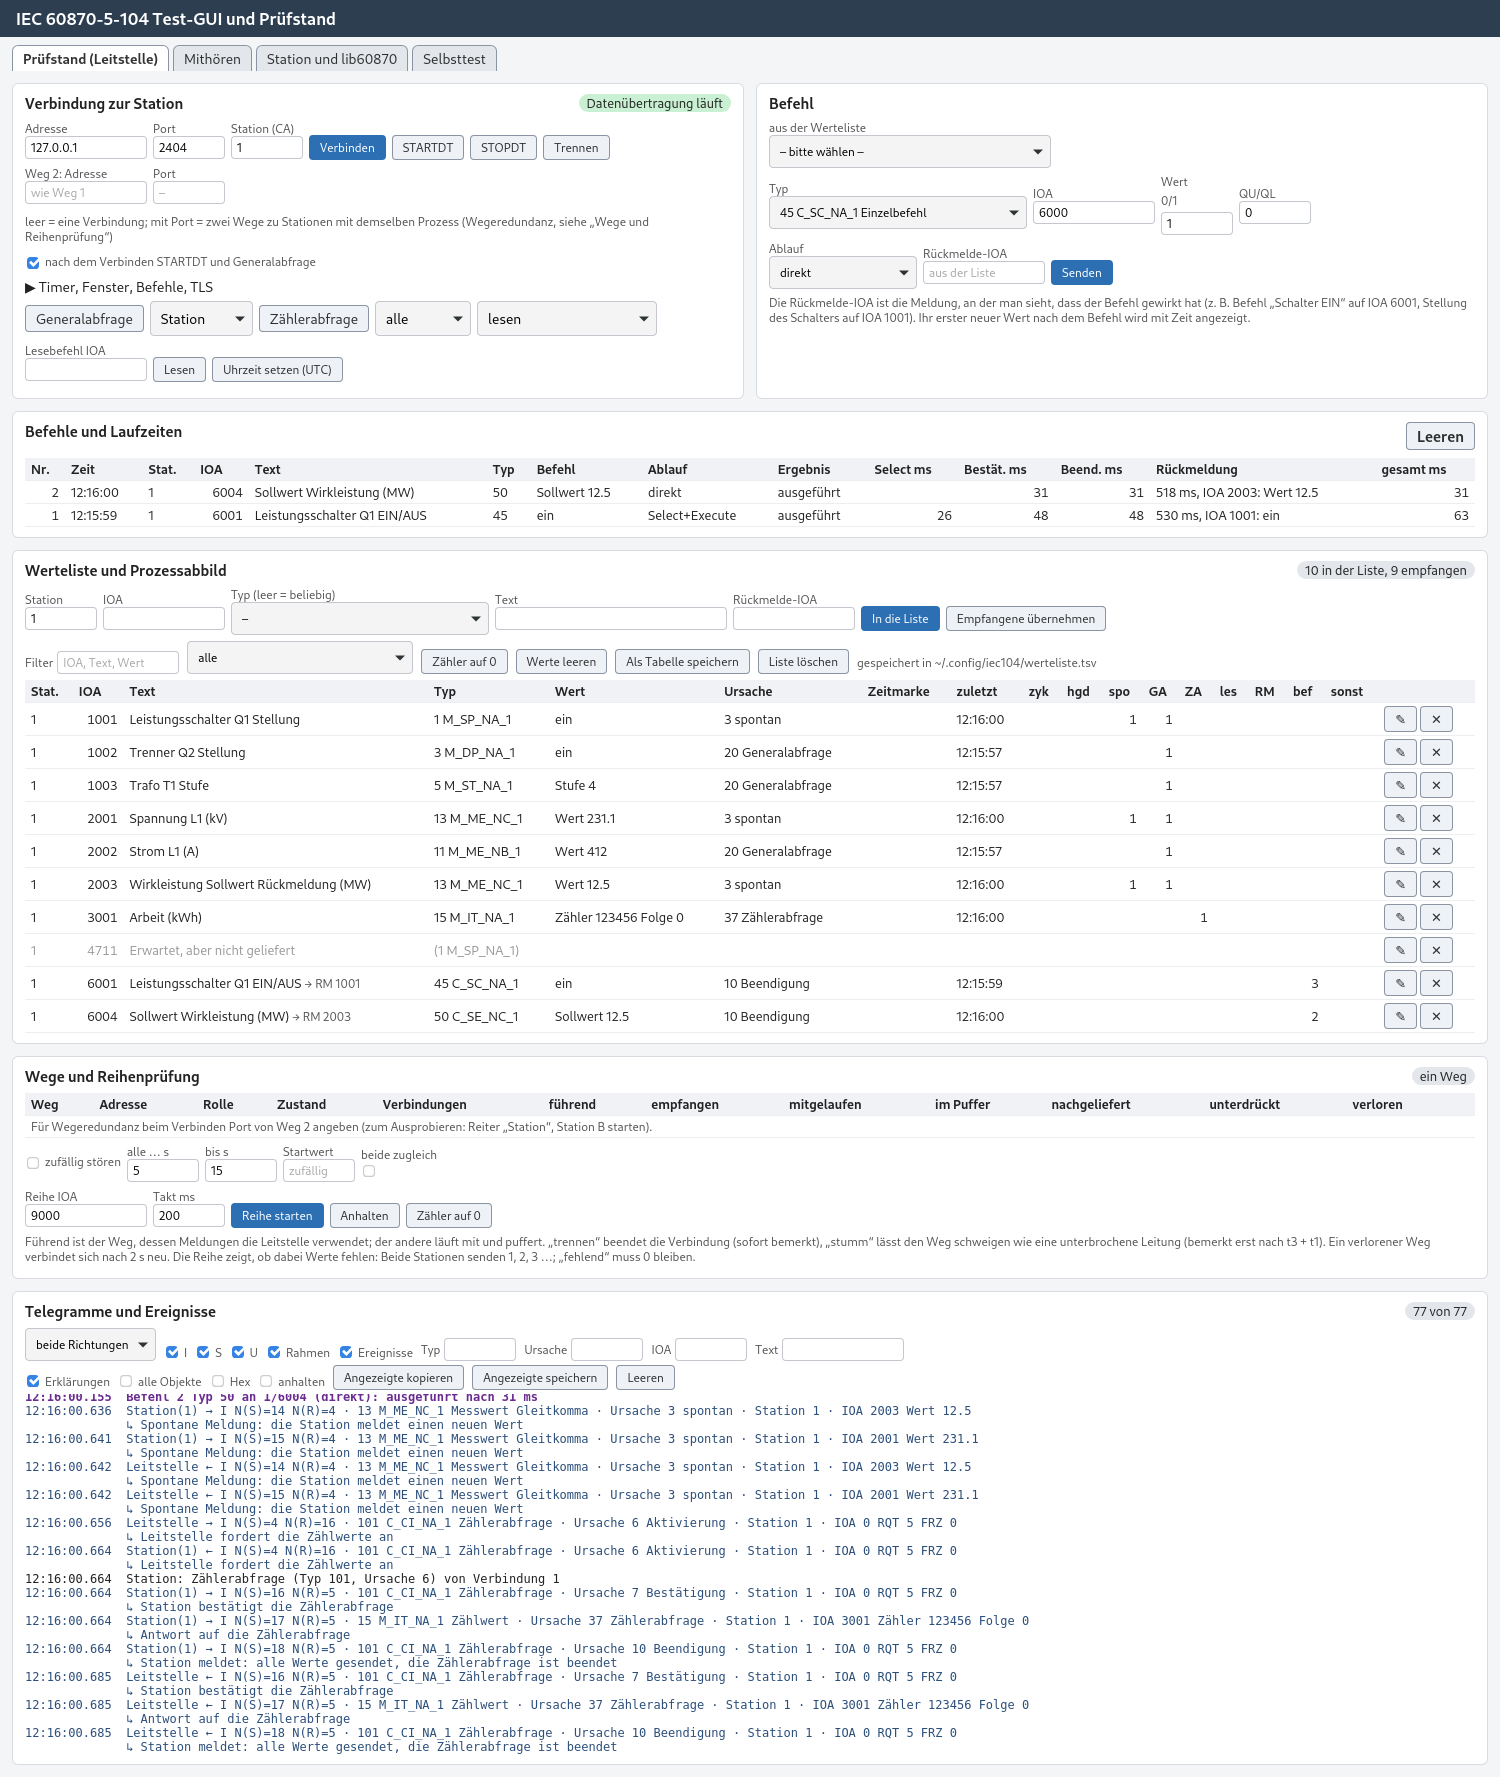 IEC 60870-5-104 Test-GUI und Prüfstand
Prüfstand (Leitstelle) Mithören Station und lib60870 Selbsttest
Verbindung zur Station Datenübertragung läuft
Adresse Port Station (CA)
127.0.0.1 2404 1 Verbinden STARTDT STOPDT Trennen
Weg 2: Adresse Port
wie Weg 1 –
leer = eine Verbindung; mit Port = zwei Wege zu Stationen mit demselben Prozess (Wegeredundanz, siehe „Wege und
Reihenprüfung“)
nach dem Verbinden STARTDT und Generalabfrage
▶ Timer, Fenster, Befehle, TLS
Generalabfrage Station Zählerabfrage alle lesen
Lesebefehl IOA
Lesen Uhrzeit setzen (UTC)
Befehl
aus der Werteliste
– bitte wählen –
Typ IOA Wert 0/1 QU/QL
45 C_SC_NA_1 Einzelbefehl 6000 1 0
Ablauf Rückmelde-IOA
direkt aus der Liste Senden
Die Rückmelde-IOA ist die Meldung, an der man sieht, dass der Befehl gewirkt hat (z. B. Befehl „Schalter EIN“ auf IOA 6001, Stellung
des Schalters auf IOA 1001). Ihr erster neuer Wert nach dem Befehl wird mit Zeit angezeigt.
Befehle und Laufzeiten Leeren
Nr. Zeit Stat. IOA Text Typ Befehl Ablauf Ergebnis Select ms Bestät. ms Beend. ms Rückmeldung gesamt ms
2 12:16:00 1 6004 Sollwert Wirkleistung (MW) 50 Sollwert 12.5 direkt ausgeführt 31 31 518 ms, IOA 2003: Wert 12.5 31
1 12:15:59 1 6001 Leistungsschalter Q1 EIN/AUS 45 ein Select+Execute ausgeführt 26 48 48 530 ms, IOA 1001: ein 63
Werteliste und Prozessabbild 10 in der Liste, 9 empfangen
Station IOA Typ (leer = beliebig) Text Rückmelde-IOA
1 – In die Liste Empfangene übernehmen
Filter IOA, Text, Wert alle Zähler auf 0 Werte leeren Als Tabelle speichern Liste löschen gespeichert in ~/.config/iec104/werteliste.tsv
Stat. IOA Text Typ Wert Ursache Zeitmarke zuletzt zyk hgd spo GA ZA les RM bef sonst
1 1001 Leistungsschalter Q1 Stellung 1 M_SP_NA_1 ein 3 spontan 12:16:00 1 1 ✎ ✕
1 1002 Trenner Q2 Stellung 3 M_DP_NA_1 ein 20 Generalabfrage 12:15:57 1 ✎ ✕
1 1003 Trafo T1 Stufe 5 M_ST_NA_1 Stufe 4 20 Generalabfrage 12:15:57 1 ✎ ✕
1 2001 Spannung L1 (kV) 13 M_ME_NC_1 Wert 231.1 3 spontan 12:16:00 1 1 ✎ ✕
1 2002 Strom L1 (A) 11 M_ME_NB_1 Wert 412 20 Generalabfrage 12:15:57 1 ✎ ✕
1 2003 Wirkleistung Sollwert Rückmeldung (MW) 13 M_ME_NC_1 Wert 12.5 3 spontan 12:16:00 1 1 ✎ ✕
1 3001 Arbeit (kWh) 15 M_IT_NA_1 Zähler 123456 Folge 0 37 Zählerabfrage 12:16:00 1 ✎ ✕
1 4711 Erwartet, aber nicht geliefert (1 M_SP_NA_1) ✎ ✕
1 6001 Leistungsschalter Q1 EIN/AUS → RM 1001 45 C_SC_NA_1 ein 10 Beendigung 12:15:59 3 ✎ ✕
1 6004 Sollwert Wirkleistung (MW) → RM 2003 50 C_SE_NC_1 Sollwert 12.5 10 Beendigung 12:16:00 2 ✎ ✕
Wege und Reihenprüfung ein Weg
Weg Adresse Rolle Zustand Verbindungen führend empfangen mitgelaufen im Puffer nachgeliefert unterdrückt verloren
Für Wegeredundanz beim Verbinden Port von Weg 2 angeben (zum Ausprobieren: Reiter „Station“, Station B starten).
zufällig stören alle … s bis s Startwert beide zugleich
5 15 zufällig
Reihe IOA Takt ms
9000 200 Reihe starten Anhalten Zähler auf 0
Führend ist der Weg, dessen Meldungen die Leitstelle verwendet; der andere läuft mit und puffert. „trennen“ beendet die Verbindung (sofort bemerkt), „stumm“ lässt den Weg schweigen wie eine unterbrochene Leitung (bemerkt erst nach t3 + t1). Ein verlorener Weg
verbindet sich nach 2 s neu. Die Reihe zeigt, ob dabei Werte fehlen: Beide Stationen senden 1, 2, 3 …; „fehlend“ muss 0 bleiben.
Telegramme und Ereignisse 77 von 77
beide Richtungen I S U Rahmen Ereignisse Typ Ursache IOA Text
Erklärungen alle Objekte Hex anhalten Angezeigte kopieren Angezeigte speichern Leeren
12:16:00.155 Befehl 2 Typ 50 an 1/6004 (direkt): ausgeführt nach 31 ms
12:16:00.636 Station(1) → I N(S)=14 N(R)=4 · 13 M_ME_NC_1 Messwert Gleitkomma · Ursache 3 spontan · Station 1 · IOA 2003 Wert 12.5
↳ Spontane Meldung: die Station meldet einen neuen Wert
12:16:00.641 Station(1) → I N(S)=15 N(R)=4 · 13 M_ME_NC_1 Messwert Gleitkomma · Ursache 3 spontan · Station 1 · IOA 2001 Wert 231.1
↳ Spontane Meldung: die Station meldet einen neuen Wert
12:16:00.642 Leitstelle ← I N(S)=14 N(R)=4 · 13 M_ME_NC_1 Messwert Gleitkomma · Ursache 3 spontan · Station 1 · IOA 2003 Wert 12.5
↳ Spontane Meldung: die Station meldet einen neuen Wert
12:16:00.642 Leitstelle ← I N(S)=15 N(R)=4 · 13 M_ME_NC_1 Messwert Gleitkomma · Ursache 3 spontan · Station 1 · IOA 2001 Wert 231.1
↳ Spontane Meldung: die Station meldet einen neuen Wert
12:16:00.656 Leitstelle → I N(S)=4 N(R)=16 · 101 C_CI_NA_1 Zählerabfrage · Ursache 6 Aktivierung · Station 1 · IOA 0 RQT 5 FRZ 0
↳ Leitstelle fordert die Zählwerte an
12:16:00.664 Station(1) ← I N(S)=4 N(R)=16 · 101 C_CI_NA_1 Zählerabfrage · Ursache 6 Aktivierung · Station 1 · IOA 0 RQT 5 FRZ 0
↳ Leitstelle fordert die Zählwerte an
12:16:00.664 Station: Zählerabfrage (Typ 101, Ursache 6) von Verbindung 1
12:16:00.664 Station(1) → I N(S)=16 N(R)=5 · 101 C_CI_NA_1 Zählerabfrage · Ursache 7 Bestätigung · Station 1 · IOA 0 RQT 5 FRZ 0
↳ Station bestätigt die Zählerabfrage
12:16:00.664 Station(1) → I N(S)=17 N(R)=5 · 15 M_IT_NA_1 Zählwert · Ursache 37 Zählerabfrage · Station 1 · IOA 3001 Zähler 123456 Folge 0
↳ Antwort auf die Zählerabfrage
12:16:00.664 Station(1) → I N(S)=18 N(R)=5 · 101 C_CI_NA_1 Zählerabfrage · Ursache 10 Beendigung · Station 1 · IOA 0 RQT 5 FRZ 0
↳ Station meldet: alle Werte gesendet, die Zählerabfrage ist beendet
12:16:00.685 Leitstelle ← I N(S)=16 N(R)=5 · 101 C_CI_NA_1 Zählerabfrage · Ursache 7 Bestätigung · Station 1 · IOA 0 RQT 5 FRZ 0
↳ Station bestätigt die Zählerabfrage
12:16:00.685 Leitstelle ← I N(S)=17 N(R)=5 · 15 M_IT_NA_1 Zählwert · Ursache 37 Zählerabfrage · Station 1 · IOA 3001 Zähler 123456 Folge 0
↳ Antwort auf die Zählerabfrage
12:16:00.685 Leitstelle ← I N(S)=18 N(R)=5 · 101 C_CI_NA_1 Zählerabfrage · Ursache 10 Beendigung · Station 1 · IOA 0 RQT 5 FRZ 0
↳ Station meldet: alle Werte gesendet, die Zählerabfrage ist beendet